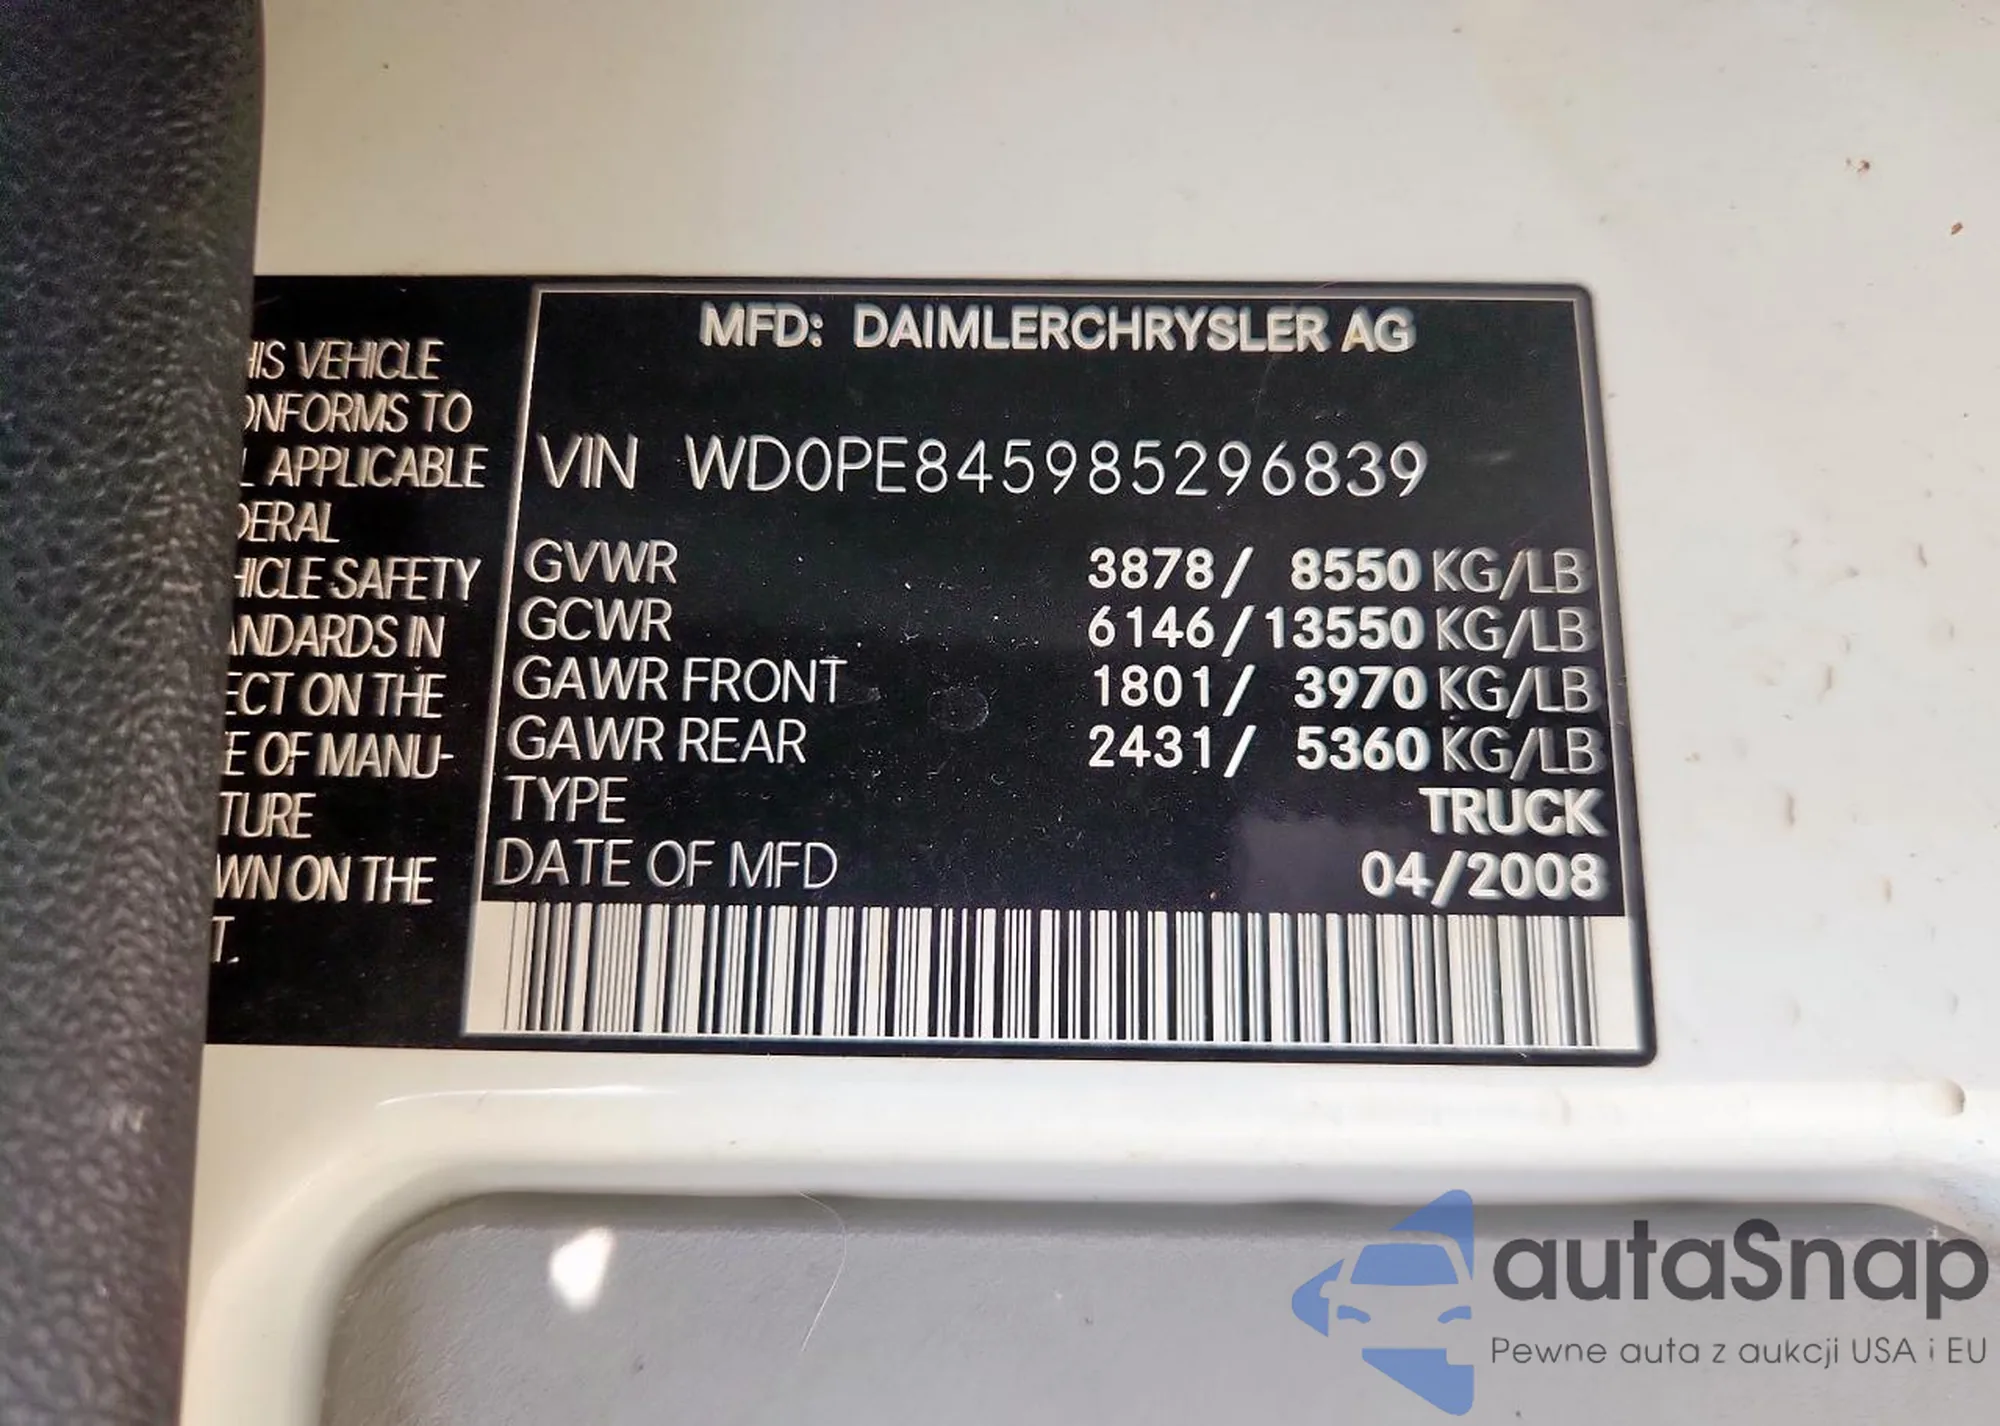 HIS VEHICLE
ONFORMS TO
L APPLICABLE
DERAL
HICLE SAFETY
ANDARDS IN
ECT ON THE
E OF MANU-
TURE
WN ON THE
T.
MFD: DAIMLERCHRYSLER AG
VIN WD0PE845985296839
GVWR 3878/ 8550 KG/LB
GCWR 6146/13550 KG/LB
GAWR FRONT 1801/ 3970 KG/LB
GAWR REAR 2431/ 5360 KG/LB
TYPE TRUCK
DATE OF MFD 04/2008
autaSnap
Pewne auta z aukcji USA i EU